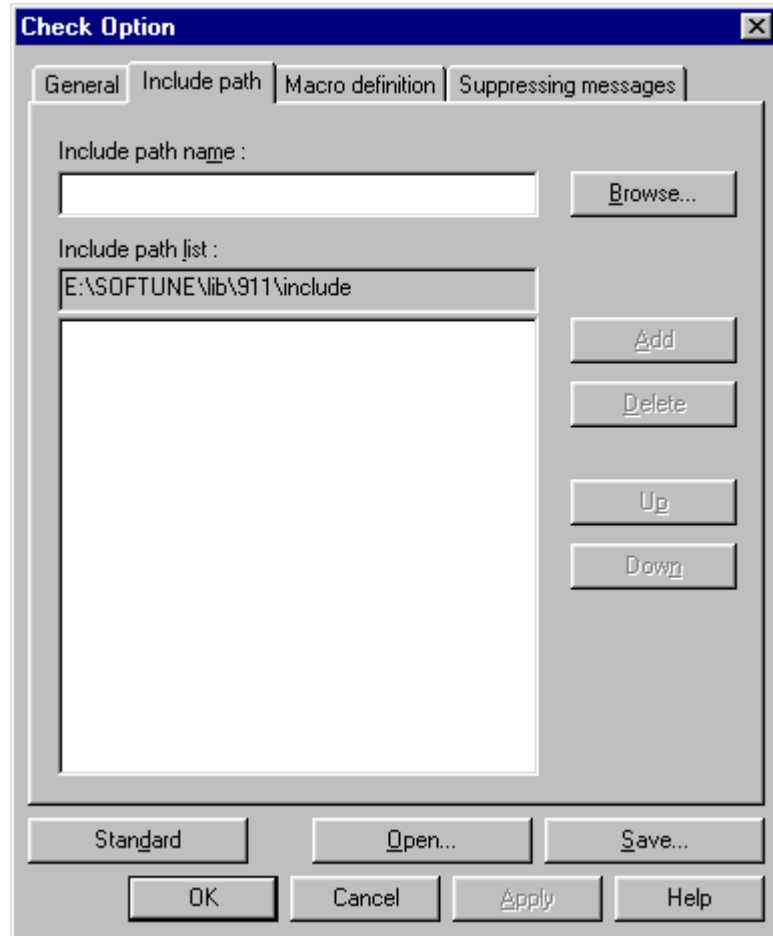 Check Option
General Include path Macro definition Suppressing messages
Include path name :
Browse...
Include path list :
E:\SOFTUNE\lib\911\include
Add
Delete
Up
Down
Standard Open... Save...
OK Cancel Apply Help